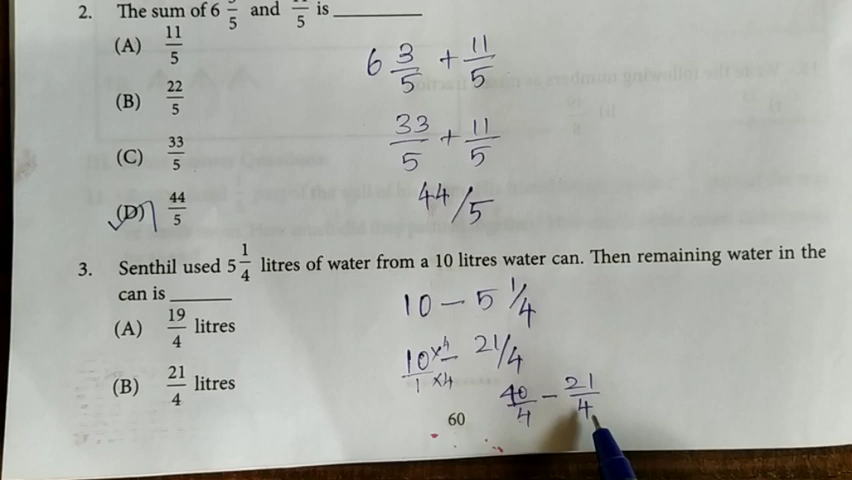 2. The sum of 6 3/5 and 11/5 is ______
(A) 11/5
(B) 22/5
(C) 33/5
(D) 44/5
6 3/5 + 11/5
33/5 + 11/5
44/5
3. Senthil used 5 1/4 litres of water from a 10 litres water can. Then remaining water in the
can is ______
(A) 19/4 litres
(B) 21/4 litres
10 - 5 1/4
10×4/1×4 - 21/4
40/4 - 21/4
60